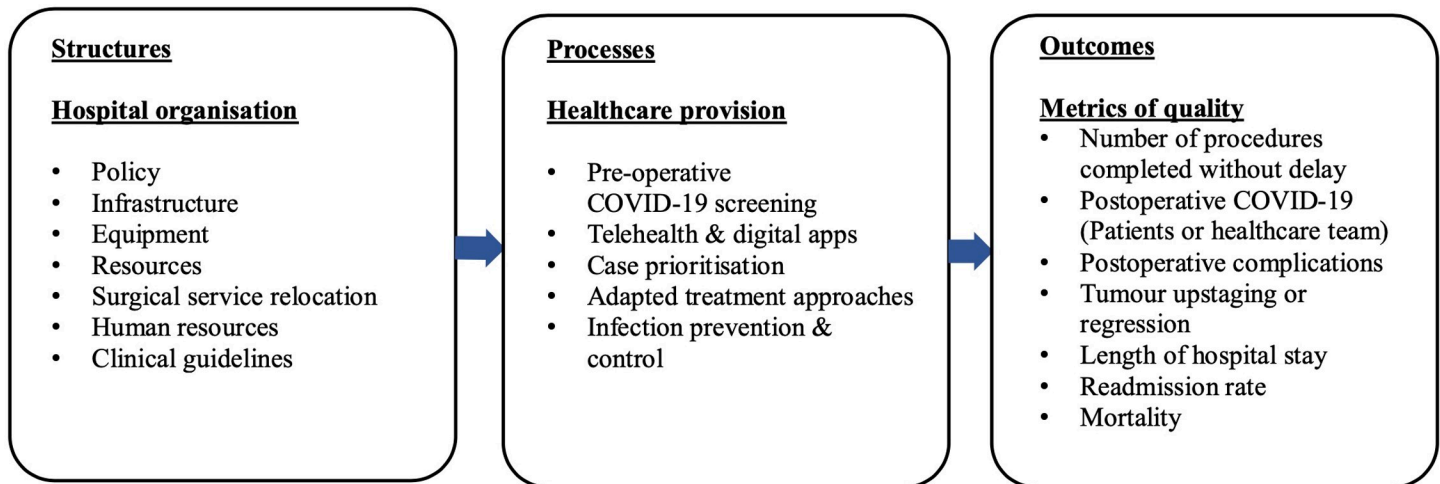 Structures
Hospital organisation
• Policy
• Infrastructure
• Equipment
• Resources
• Surgical service relocation
• Human resources
• Clinical guidelines
Processes
Healthcare provision
• Pre-operative
COVID-19 screening
• Telehealth & digital apps
• Case prioritisation
• Adapted treatment approaches
• Infection prevention &
control
Outcomes
Metrics of quality
• Number of procedures
completed without delay
• Postoperative COVID-19
(Patients or healthcare team)
• Postoperative complications
• Tumour upstaging or
regression
• Length of hospital stay
• Readmission rate
• Mortality